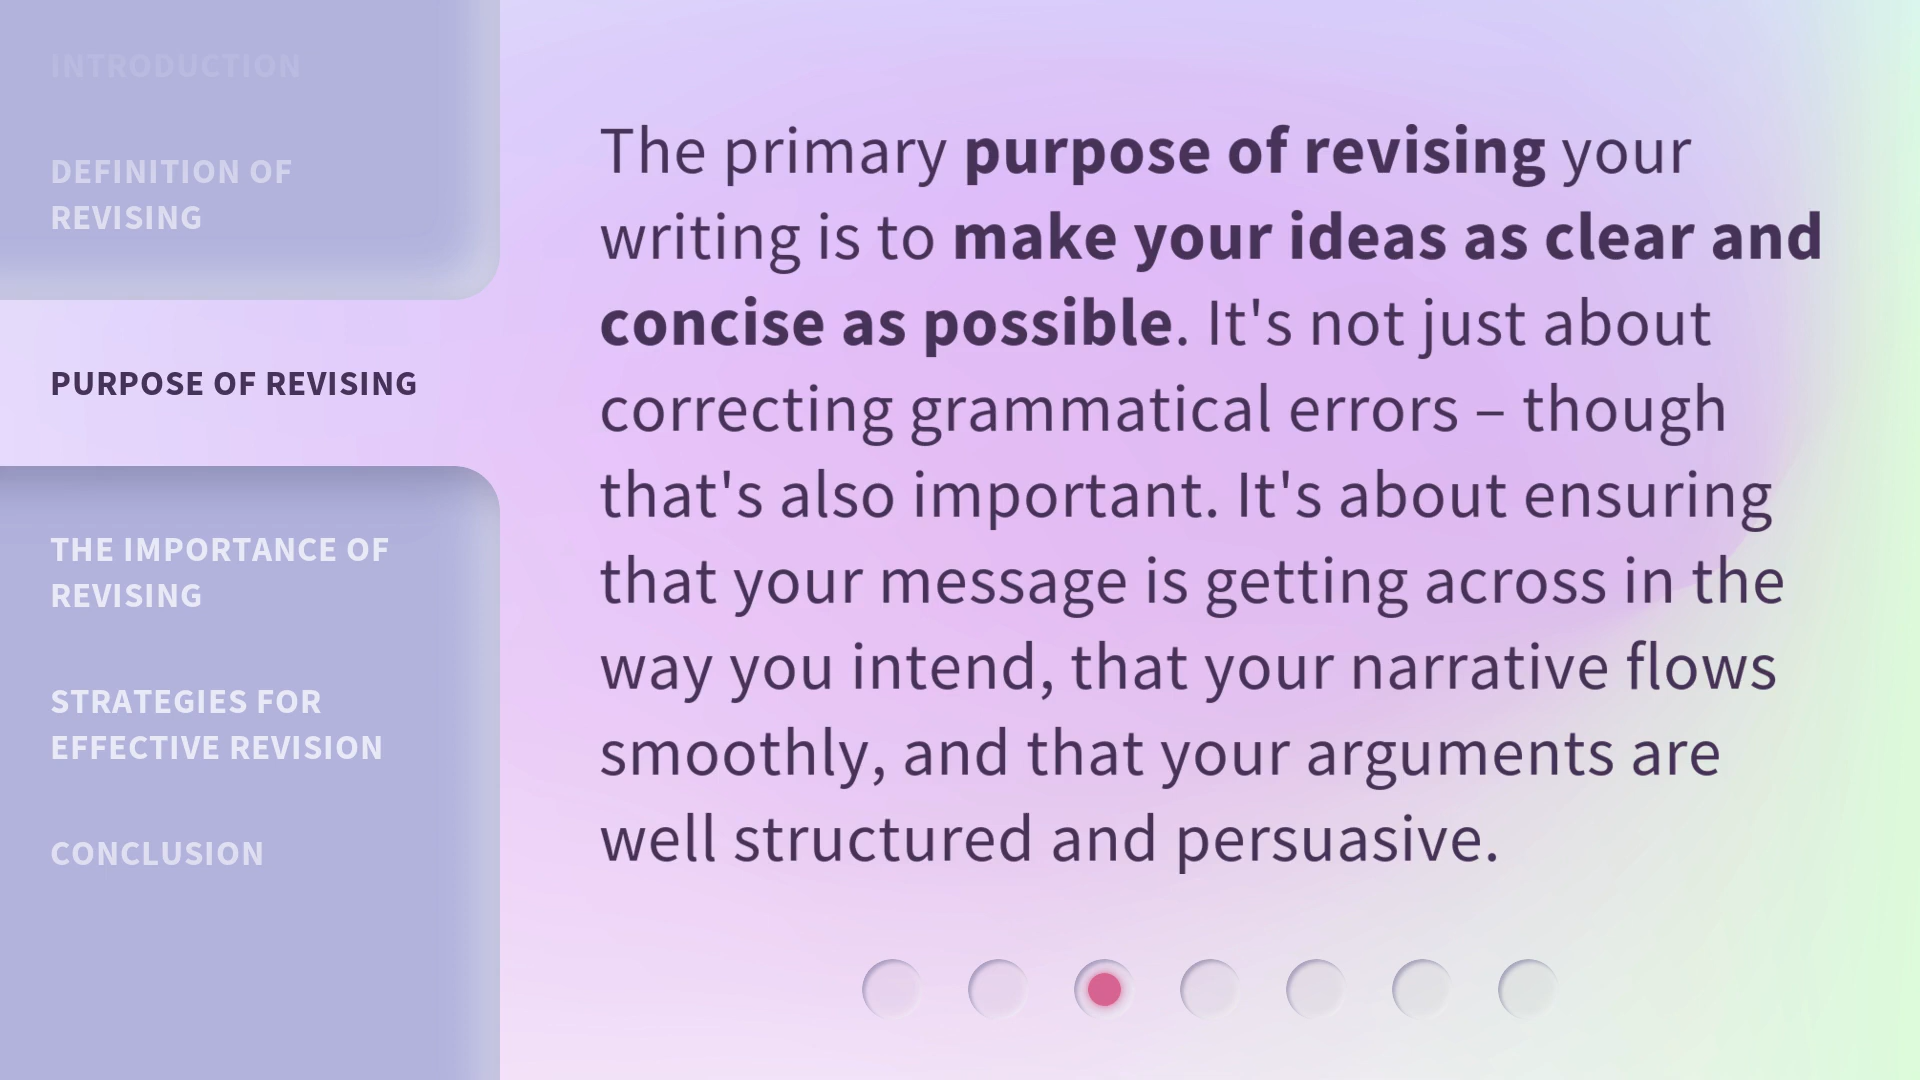 INTRODUCTION
DEFINITION OF
REVISING
PURPOSE OF REVISING
THE IMPORTANCE OF
REVISING
STRATEGIES FOR
EFFECTIVE REVISION
CONCLUSION
The primary purpose of revising your
writing is to make your ideas as clear and
concise as possible. It's not just about
correcting grammatical errors – though
that's also important. It's about ensuring
that your message is getting across in the
way you intend, that your narrative flows
smoothly, and that your arguments are
well structured and persuasive.